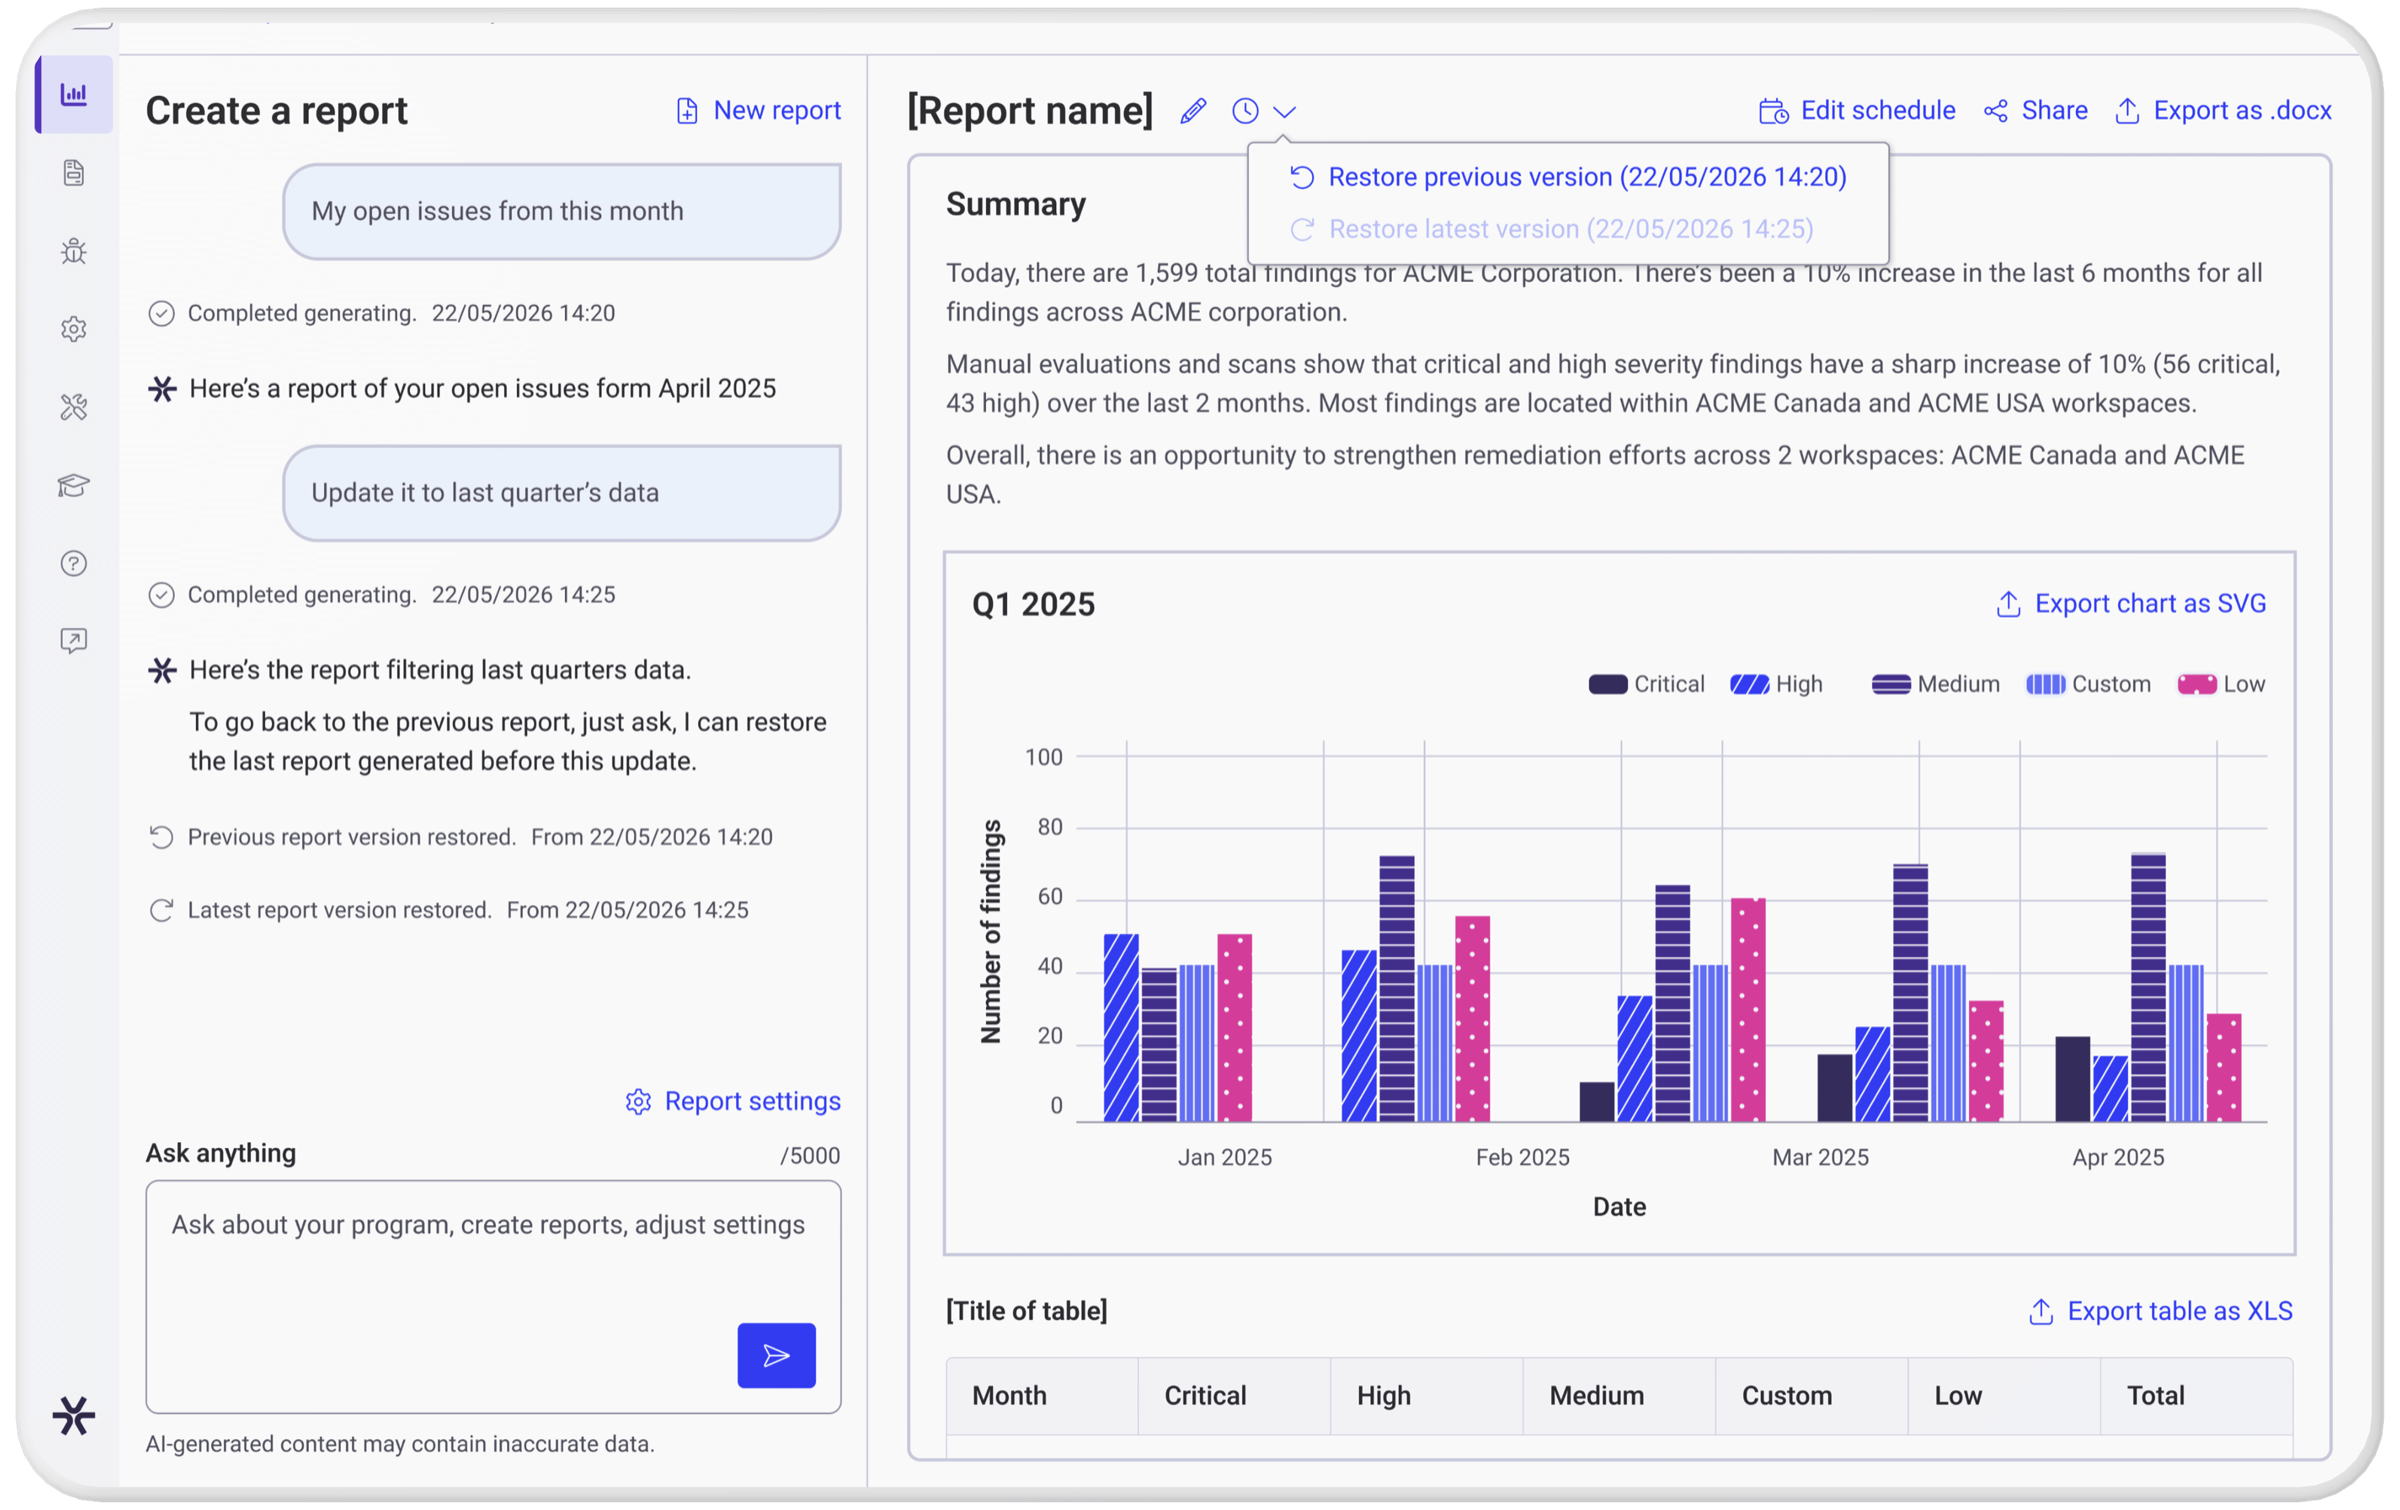 Create a report
New report
My open issues from this month
Completed generating. 22/05/2026 14:20
Here's a report of your open issues form April 2025
Update it to last quarter's data
Completed generating. 22/05/2026 14:25
Here's the report filtering last quarters data.
To go back to the previous report, just ask, I can restore
the last report generated before this update.
Previous report version restored. From 22/05/2026 14:20
Latest report version restored. From 22/05/2026 14:25
Report settings
Ask anything
/5000
Ask about your program, create reports, adjust settings
AI-generated content may contain inaccurate data.
[Report name]
Edit schedule
Share
Export as .docx
Restore previous version (22/05/2026 14:20)
Restore latest version (22/05/2026 14:25)
Summary
Today, there are 1,599 total findings for ACME Corporation. There's been a 10% increase in the last 6 months for all
findings across ACME corporation.
Manual evaluations and scans show that critical and high severity findings have a sharp increase of 10% (56 critical,
43 high) over the last 2 months. Most findings are located within ACME Canada and ACME USA workspaces.
Overall, there is an opportunity to strengthen remediation efforts across 2 workspaces: ACME Canada and ACME
USA.
Q1 2025
Export chart as SVG
Critical
High
Medium
Custom
Low
Number of findings
100
80
60
40
20
0
Jan 2025
Feb 2025
Mar 2025
Apr 2025
Date
[Title of table]
Export table as XLS
Month
Critical
High
Medium
Custom
Low
Total